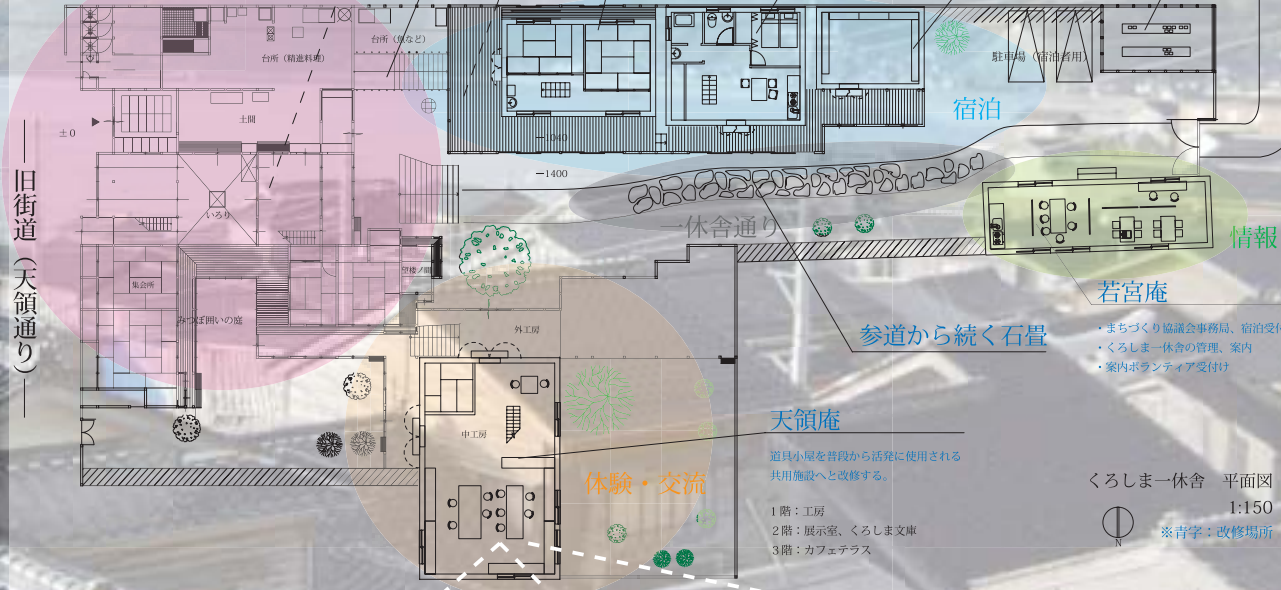 台所（魚など）
台所（精進料理）
駐車場（宿泊者用）
宿泊
土間
±0
−1040
−1400
いろり
一休舎通り
情報
旧街道（天領通り）
望楼ノ間
集会所
みつぼ囲いの庭
外工房
若宮庵
・まちづくり協議会事務局、宿泊受付
・くろしま一休舎の管理、案内
・案内ボランティア受付け
参道から続く石畳
天領庵
道具小屋を普段から活発に使用される
共用施設へと改修する。
中工房
体験・交流
1階：工房
2階：展示室、くろしま文庫
3階：カフェテラス
くろしま一休舎　平面図
1:150
N
※青字：改修場所